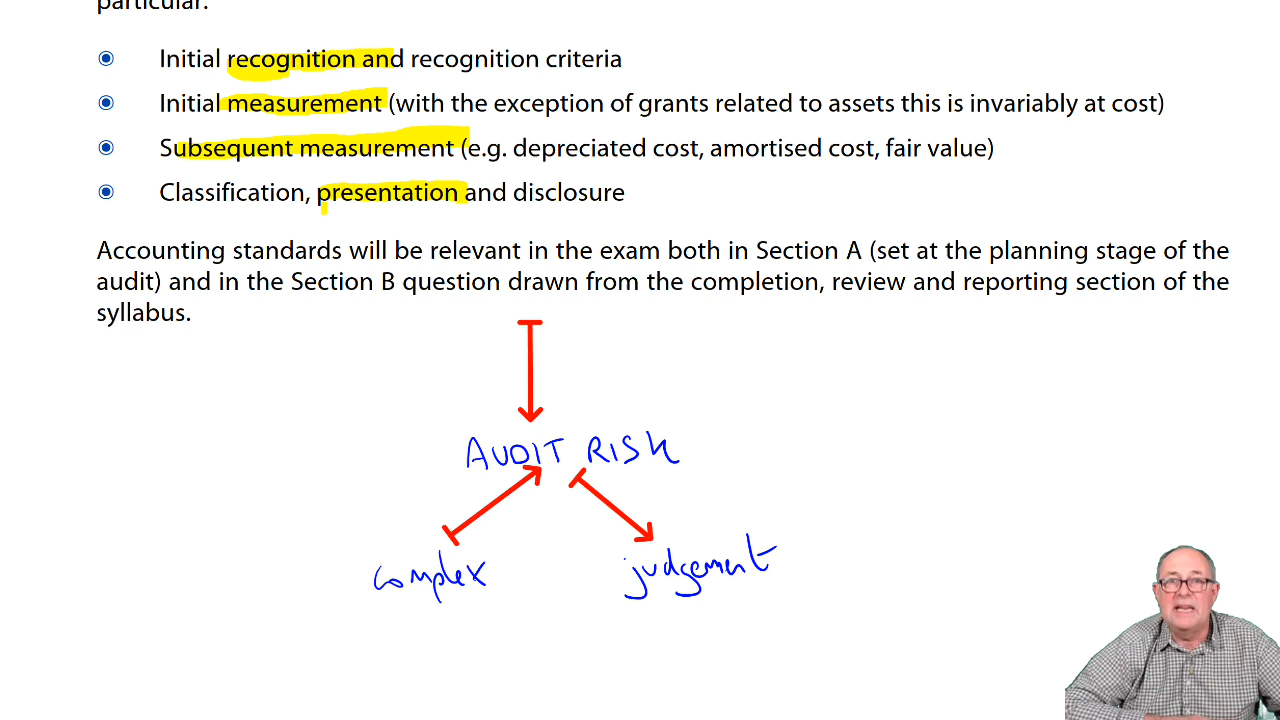 particular:
Initial recognition and recognition criteria
Initial measurement (with the exception of grants related to assets this is invariably at cost)
Subsequent measurement (e.g. depreciated cost, amortised cost, fair value)
Classification, presentation and disclosure
Accounting standards will be relevant in the exam both in Section A (set at the planning stage of the
audit) and in the Section B question drawn from the completion, review and reporting section of the
syllabus.
AUDIT RISK
complex
judgement